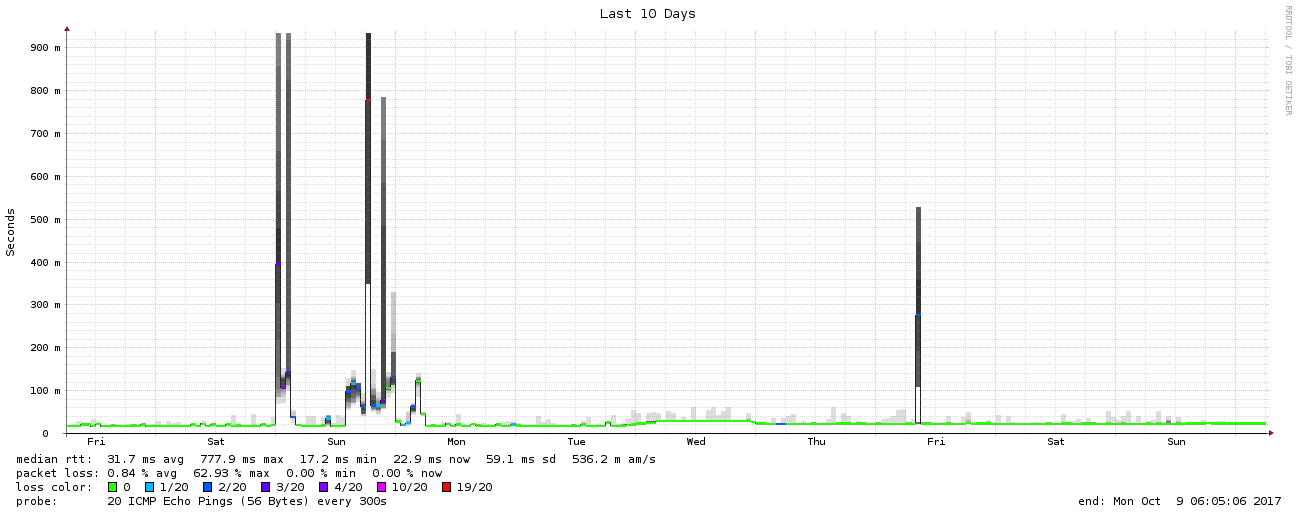 Last 10 Days
RRDTOOL / TOBI OETIKER
Seconds
900 m
800 m
700 m
600 m
500 m
400 m
300 m
200 m
100 m
0
Fri Sat Sun Mon Tue Wed Thu Fri Sat Sun
median rtt: 31.7 ms avg 777.9 ms max 17.2 ms min 22.9 ms now 59.1 ms sd 536.2 m am/s
packet loss: 0.84 % avg 62.93 % max 0.00 % min 0.00 % now
loss color: 0 1/20 2/20 3/20 4/20 10/20 19/20
probe: 20 ICMP Echo Pings (56 Bytes) every 300s end: Mon Oct 9 06:05:06 2017